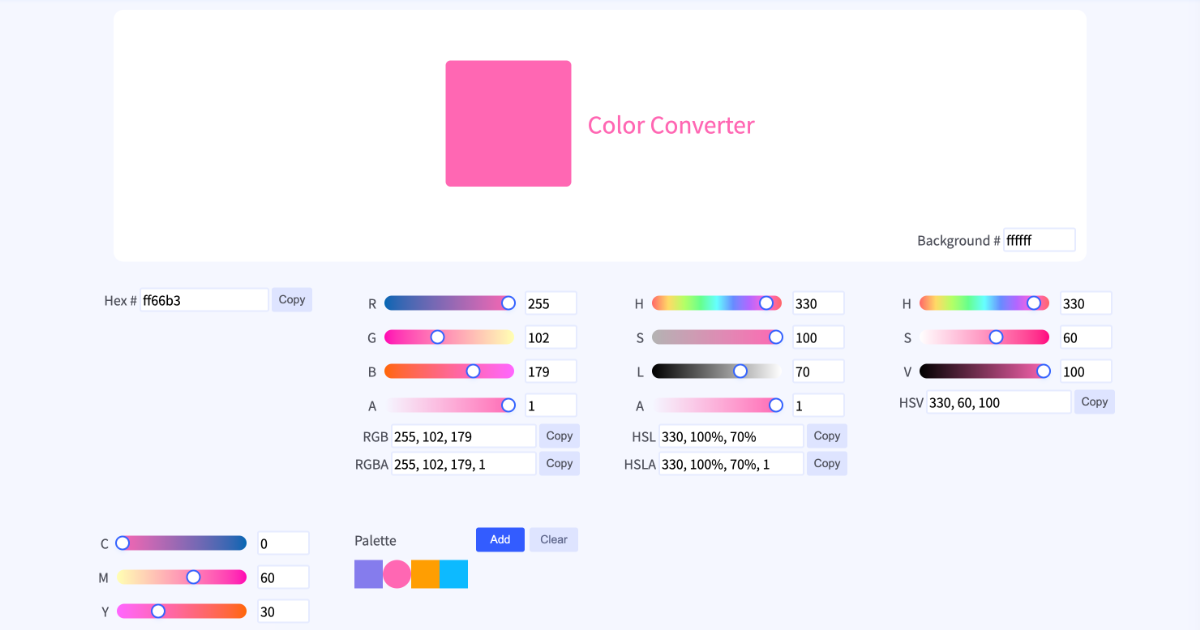 Color Converter
Background # ffffff
Hex # ff66b3 Copy
R 255
G 102
B 179
A 1
RGB 255, 102, 179 Copy
RGBA 255, 102, 179, 1 Copy
H 330
S 100
L 70
A 1
HSL 330, 100%, 70% Copy
HSLA 330, 100%, 70%, 1 Copy
H 330
S 60
V 100
HSV 330, 60, 100 Copy
C 0
M 60
Y 30
Palette Add Clear